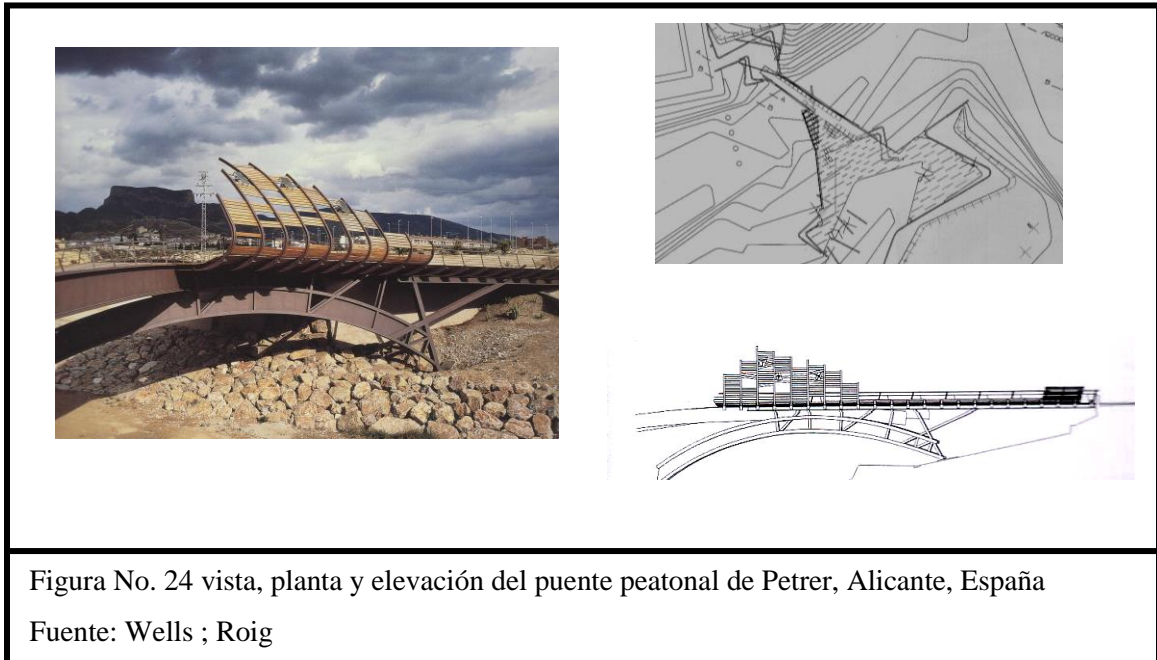 Figura No. 24 vista, planta y elevación del puente peatonal de Petrer, Alicante, España
Fuente: Wells ; Roig